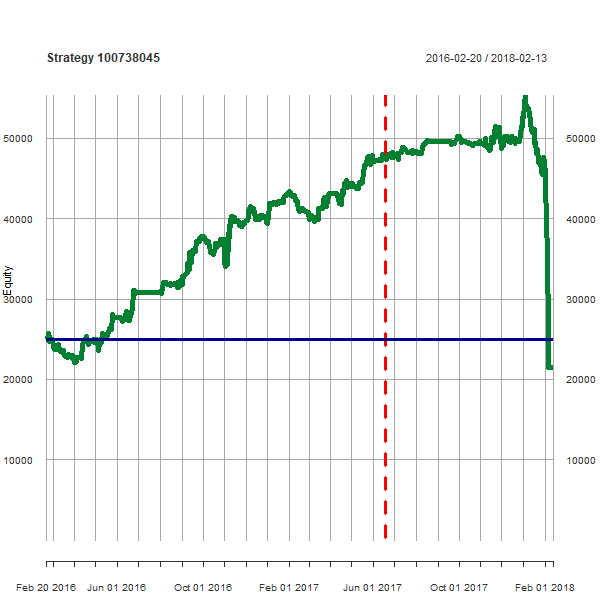 Strategy 100738045
2016-02-20 / 2018-02-13
50000
50000
40000
40000
Equity
30000
30000
20000
20000
10000
10000
Feb 20 2016
Jun 01 2016
Oct 01 2016
Feb 01 2017
Jun 01 2017
Oct 01 2017
Feb 01 2018